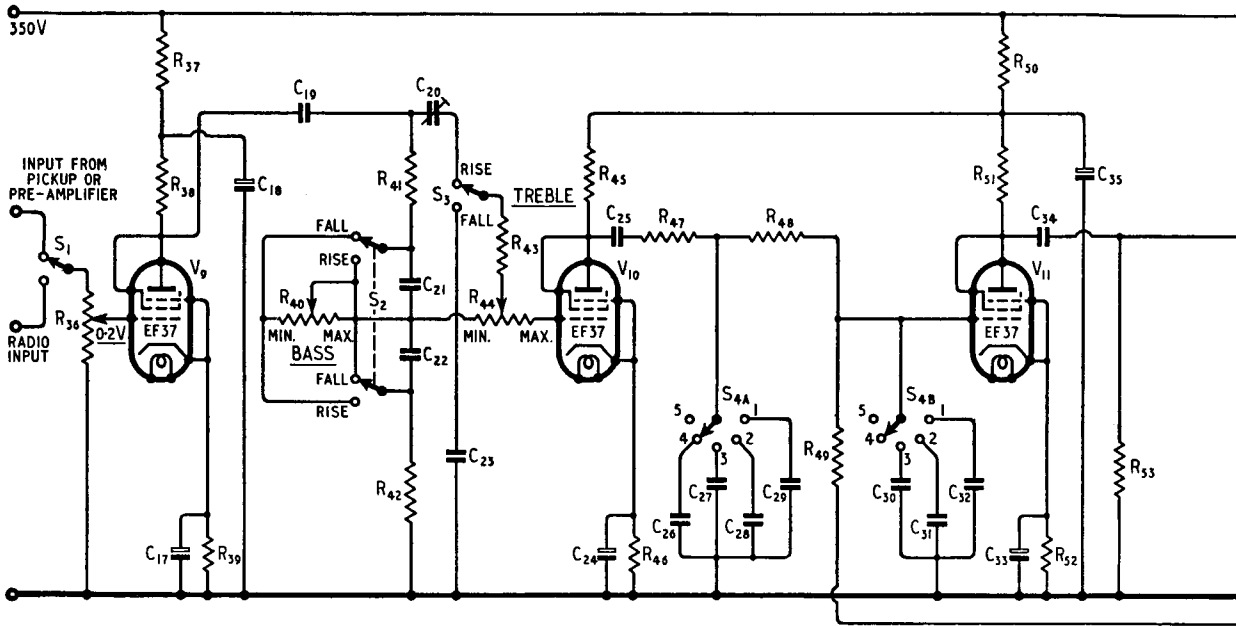 350V
R37
R50
C19
C20
INPUT FROM
PICKUP OR
PRE-AMPLIFIER
R38
C18
R41
RISE
S3
FALL
TREBLE
R45
R51
C35
S1
V9
FALL
RISE
R43
C25
R47
R48
V10
C34
V11
R36
0·2V
EF37
R40
S2
C21
R44
EF37
EF37
MIN.
MAX.
MIN.
MAX.
RADIO
INPUT
BASS
C22
FALL
RISE
S4A
5
1
4
2
3
S4B
5
1
4
2
3
R42
C23
R49
R53
C27
C29
C30
C32
C26
C28
C31
C17
R39
C24
R46
C33
R52